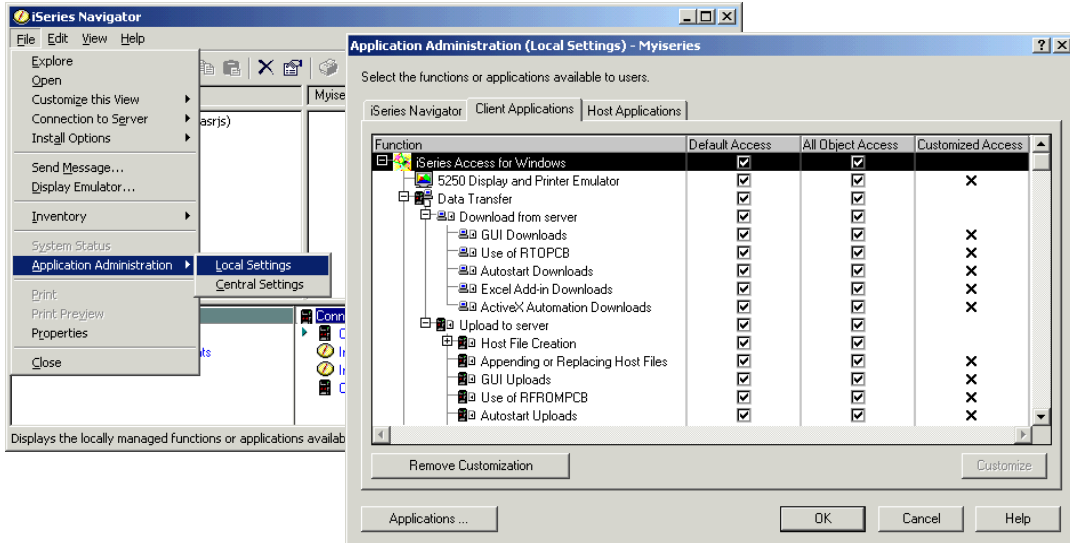 iSeries Navigator
File Edit View Help
Explore
Open
Customize this View
Connection to Server
Install Options
Send Message...
Display Emulator...
Inventory
System Status
Application Administration
Print
Print Preview
Properties
Close
Local Settings
Central Settings
Myise
asrjs)
Conn
C
In
In
C
ts
Displays the locally managed functions or applications availab
Application Administration (Local Settings) - Myiseries
Select the functions or applications available to users.
iSeries Navigator Client Applications Host Applications
Function Default Access All Object Access Customized Access
iSeries Access for Windows
5250 Display and Printer Emulator
Data Transfer
Download from server
GUI Downloads
Use of RTOPCB
Autostart Downloads
Excel Add-in Downloads
ActiveX Automation Downloads
Upload to server
Host File Creation
Appending or Replacing Host Files
GUI Uploads
Use of RFROMPCB
Autostart Uploads
Remove Customization Customize
Applications ... OK Cancel Help